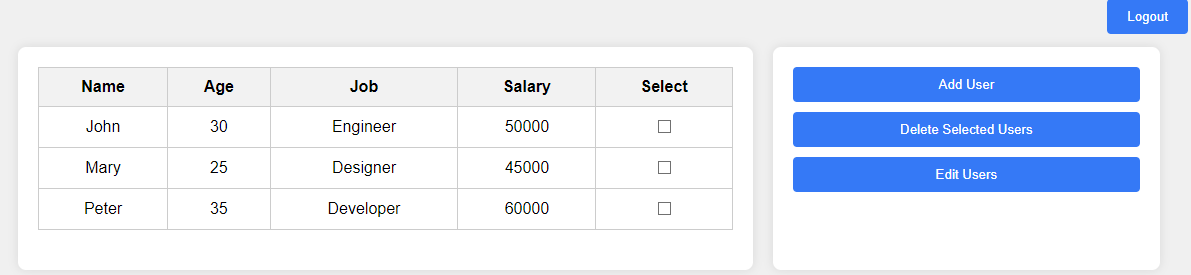 Logout
Name Age Job Salary Select
John 30 Engineer 50000
Mary 25 Designer 45000
Peter 35 Developer 60000
Add User
Delete Selected Users
Edit Users